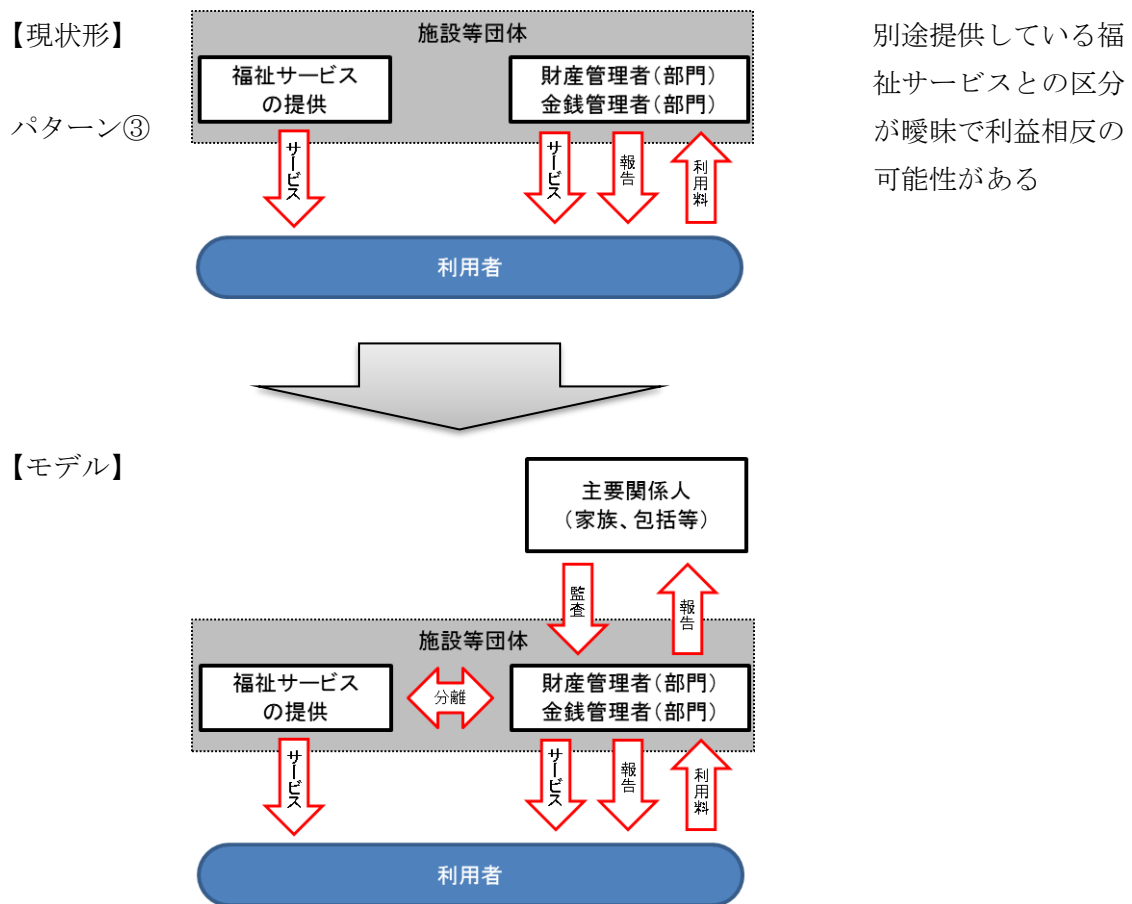 【現状形】
パターン③
施設等団体
福祉サービス
の提供
財産管理者(部門)
金銭管理者(部門)
サービス
サービス
報告
利用料
利用者
別途提供している福
祉サービスとの区分
が曖昧で利益相反の
可能性がある
【モデル】
主要関係人
(家族、包括等)
監査
報告
施設等団体
福祉サービス
の提供
分離
財産管理者(部門)
金銭管理者(部門)
サービス
サービス
報告
利用料
利用者